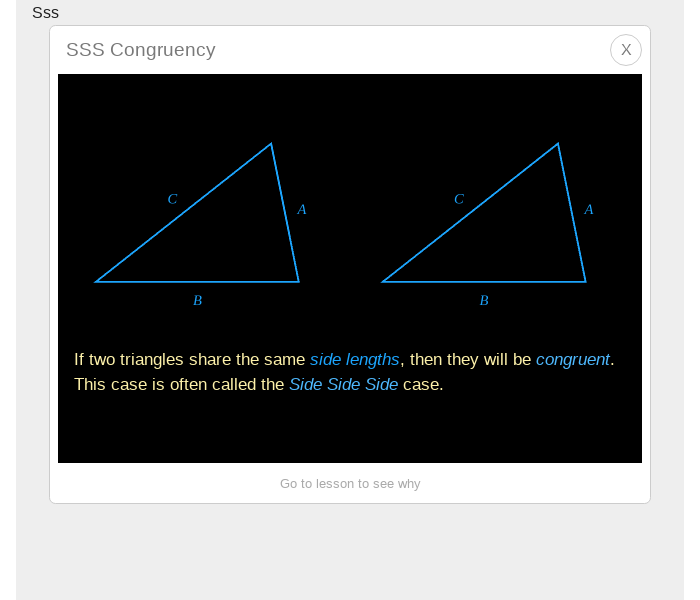 Sss
SSS Congruency
X
C
A
B
C
A
B
If two triangles share the same side lengths, then they will be congruent.
This case is often called the Side Side Side case.
Go to lesson to see why